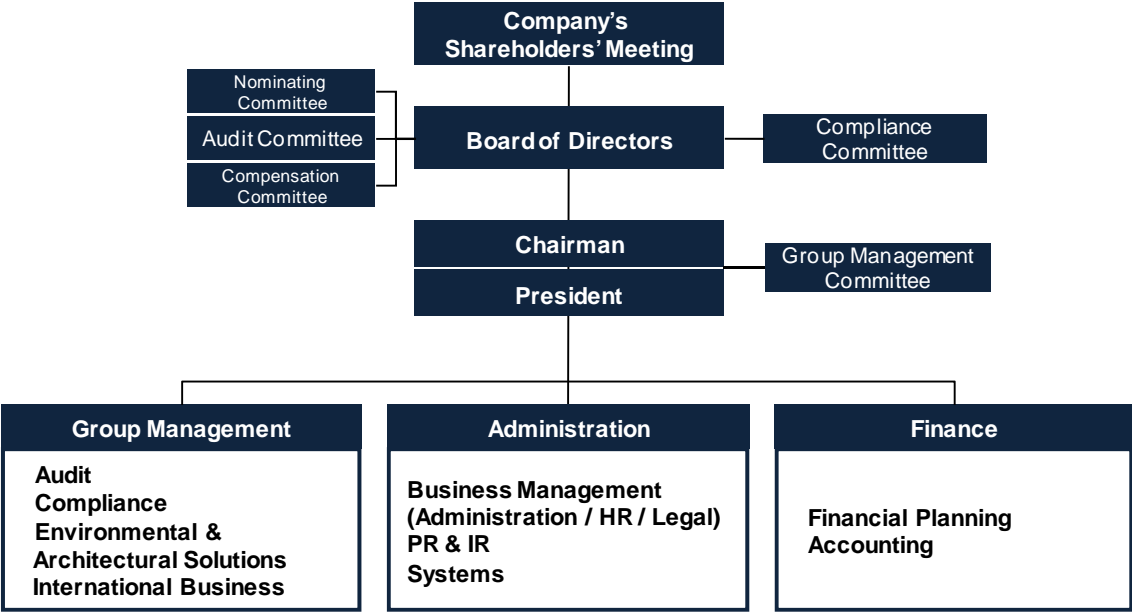 Company’s
Shareholders’ Meeting
Nominating
Committee
Audit Committee
Compensation
Committee
Board of Directors
Compliance
Committee
Chairman
President
Group Management
Committee
Group Management
Audit
Compliance
Environmental &
Architectural Solutions
International Business
Administration
Business Management
(Administration / HR / Legal)
PR & IR
Systems
Finance
Financial Planning
Accounting